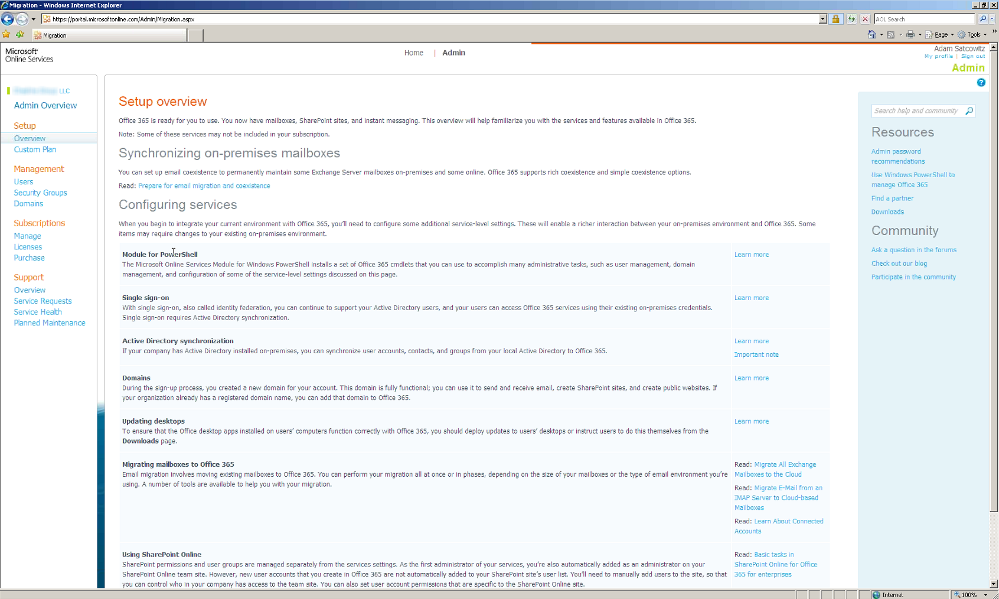 Migration - Windows Internet Explorer
https://portal.microsoftonline.com/Admin/Migration.aspx
AOL Search
Migration
Page
Tools
Microsoft
Online Services
Home | Admin
Adam Satcowitz
My profile | Sign out
Admin
LLC
Admin Overview
Setup
Overview
Custom Plan
Management
Users
Security Groups
Domains
Subscriptions
Manage
Licenses
Purchase
Support
Overview
Service Requests
Service Health
Planned Maintenance
Setup overview
Office 365 is ready for you to use. You now have mailboxes, SharePoint sites, and instant messaging. This overview will help familiarize you with the services and features available in Office 365.
Note: Some of these services may not be included in your subscription.
Synchronizing on-premises mailboxes
You can set up email coexistence to permanently maintain some Exchange Server mailboxes on-premises and some online. Office 365 supports rich coexistence and simple coexistence options.
Read: Prepare for email migration and coexistence
Configuring services
When you begin to integrate your current environment with Office 365, you'll need to configure some additional service-level settings. These will enable a richer interaction between your on-premises environment and Office 365. Some
items may require changes to your existing on-premises environment.
Module for PowerShell
The Microsoft Online Services Module for Windows PowerShell installs a set of Office 365 cmdlets that you can use to accomplish many administrative tasks, such as user management, domain
management, and configuration of some of the service-level settings discussed on this page.
Learn more
Single sign-on
With single sign-on, also called identity federation, you can continue to support your Active Directory users, and your users can access Office 365 services using their existing on-premises credentials.
Single sign-on requires Active Directory synchronization.
Learn more
Active Directory synchronization
If your company has Active Directory installed on-premises, you can synchronize user accounts, contacts, and groups from your local Active Directory to Office 365.
Learn more
Important note
Domains
During the sign-up process, you created a new domain for your account. This domain is fully functional; you can use it to send and receive email, create SharePoint sites, and create public websites. If
your organization already has a registered domain name, you can add that domain to Office 365.
Learn more
Updating desktops
To ensure that the Office desktop apps installed on users' computers function correctly with Office 365, you should deploy updates to users' desktops or instruct users to do this themselves from the
Downloads page.
Learn more
Migrating mailboxes to Office 365
Email migration involves moving existing mailboxes to Office 365. You can perform your migration all at once or in phases, depending on the size of your mailboxes or the type of email environment you're
using. A number of tools are available to help you with your migration.
Read: Migrate All Exchange
Mailboxes to the Cloud
Read: Migrate E-Mail from an
IMAP Server to Cloud-based
Mailboxes
Read: Learn About Connected
Accounts
Using SharePoint Online
SharePoint permissions and user groups are managed separately from the services settings. As the first administrator of your services, you're also automatically added as an administrator on your
SharePoint Online team site. However, new user accounts that you create in Office 365 are not automatically added to your SharePoint site's user list. You'll need to manually add users to the site, so that
you can control who in your company has access to the team site. You can also set user account permissions that are specific to the SharePoint Online site.
Read: Basic tasks in
SharePoint Online for Office
365 for enterprises
Search help and community
Resources
Admin password
recommendations
Use Windows PowerShell to
manage Office 365
Find a partner
Downloads
Community
Ask a question in the forums
Check out our blog
Participate in the community
Internet
100%